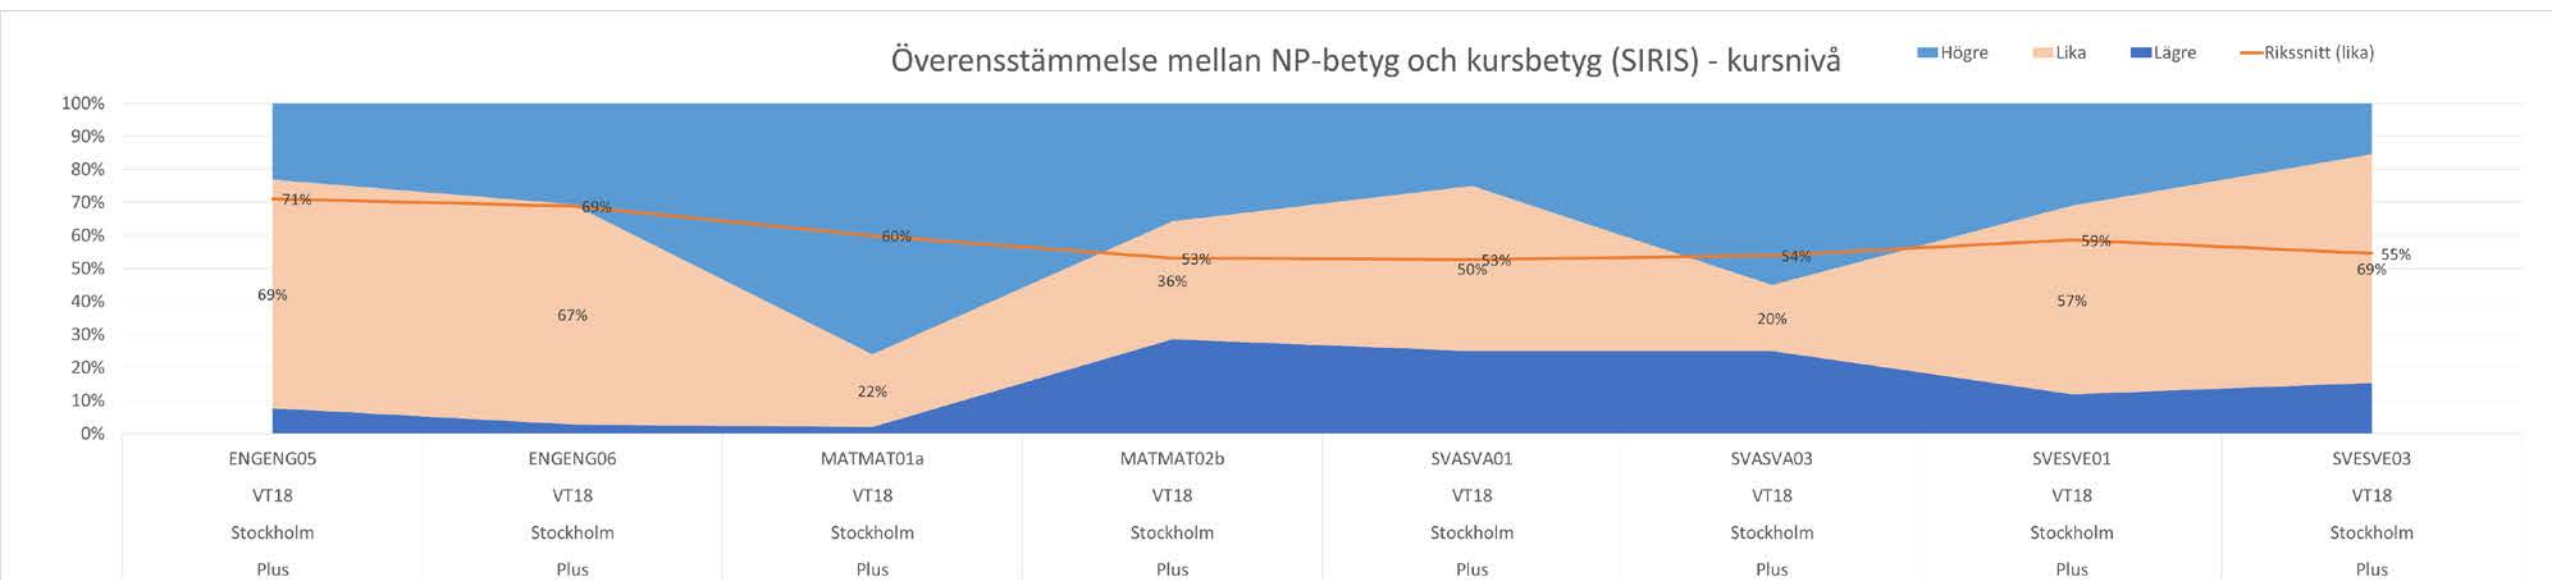 Överensstämmelse mellan NP-betyg och kursbetyg (SIRIS) - kursnivå
Högre Lika Lägre Rikssnitt (lika)
100%
90%
80%
70%
60%
50%
40%
30%
20%
10%
0%
71% 69% 60% 53% 53% 54% 59% 55%
69% 67% 22% 36% 50% 20% 57% 69%
ENGENG05 ENGENG06 MATMAT01a MATMAT02b SVASVA01 SVASVA03 SVESVE01 SVESVE03
VT18 VT18 VT18 VT18 VT18 VT18 VT18 VT18
Stockholm Stockholm Stockholm Stockholm Stockholm Stockholm Stockholm Stockholm
Plus Plus Plus Plus Plus Plus Plus Plus